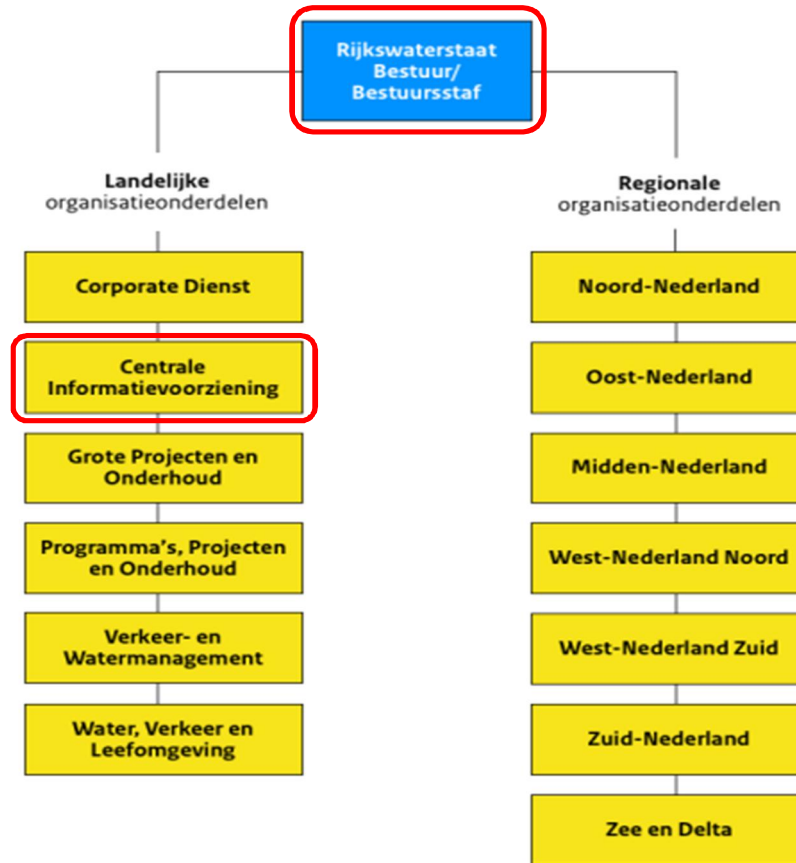 Rijkswaterstaat
Bestuur/
Bestuursstaf
Landelijke
organisatieonderdelen
Corporate Dienst
Centrale
Informatievoorziening
Grote Projecten en
Onderhoud
Programma's, Projecten
en Onderhoud
Verkeer- en
Watermanagement
Water, Verkeer en
Leefomgeving
Regionale
organisatieonderdelen
Noord-Nederland
Oost-Nederland
Midden-Nederland
West-Nederland Noord
West-Nederland Zuid
Zuid-Nederland
Zee en Delta